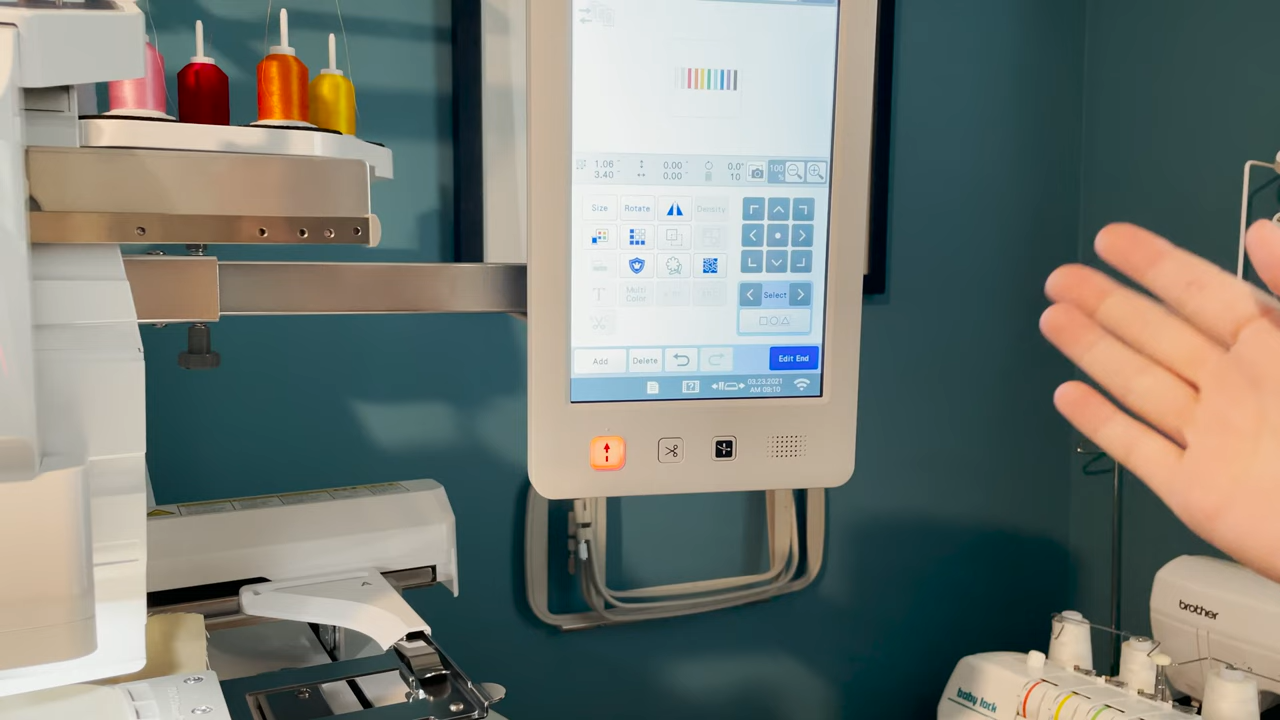 1.06" 0.00" 0.0°
3.40" 0.00" 10
100
%
Size Rotate Density
T Multi
Color
Select
Add Delete Edit End
03.23.2021
AM 09:10
brother
baby lock